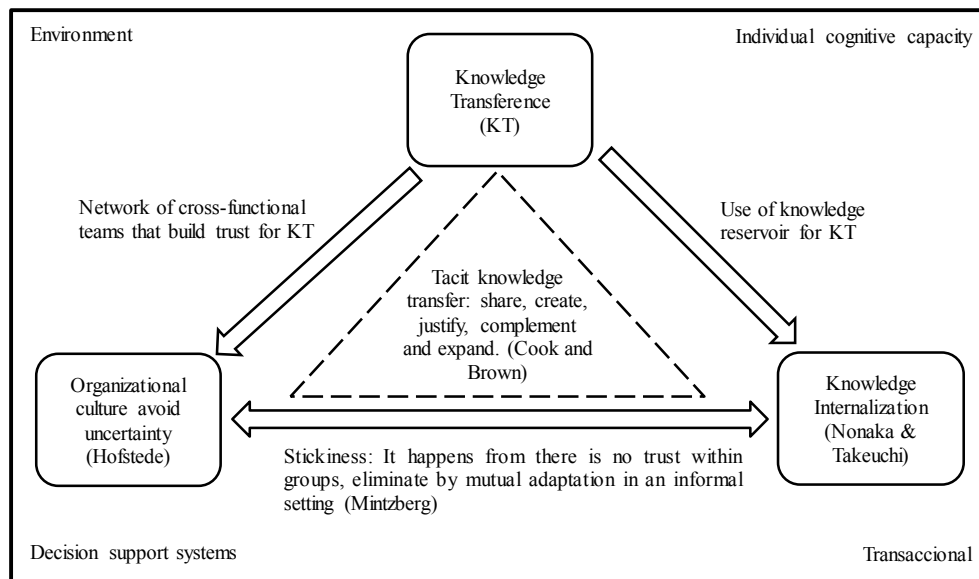 Environment
Individual cognitive capacity
Knowledge
Transference
(KT)
Network of cross-functional
teams that build trust for KT
Use of knowledge
reservoir for KT
Tacit knowledge
transfer: share, create,
justify, complement
and expand. (Cook and
Brown)
Organizational
culture avoid
uncertainty
(Hofstede)
Knowledge
Internalization
(Nonaka &
Takeuchi)
Stickiness: It happens from there is no trust within
groups, eliminate by mutual adaptation in an informal
setting (Mintzberg)
Decision support systems
Transaccional